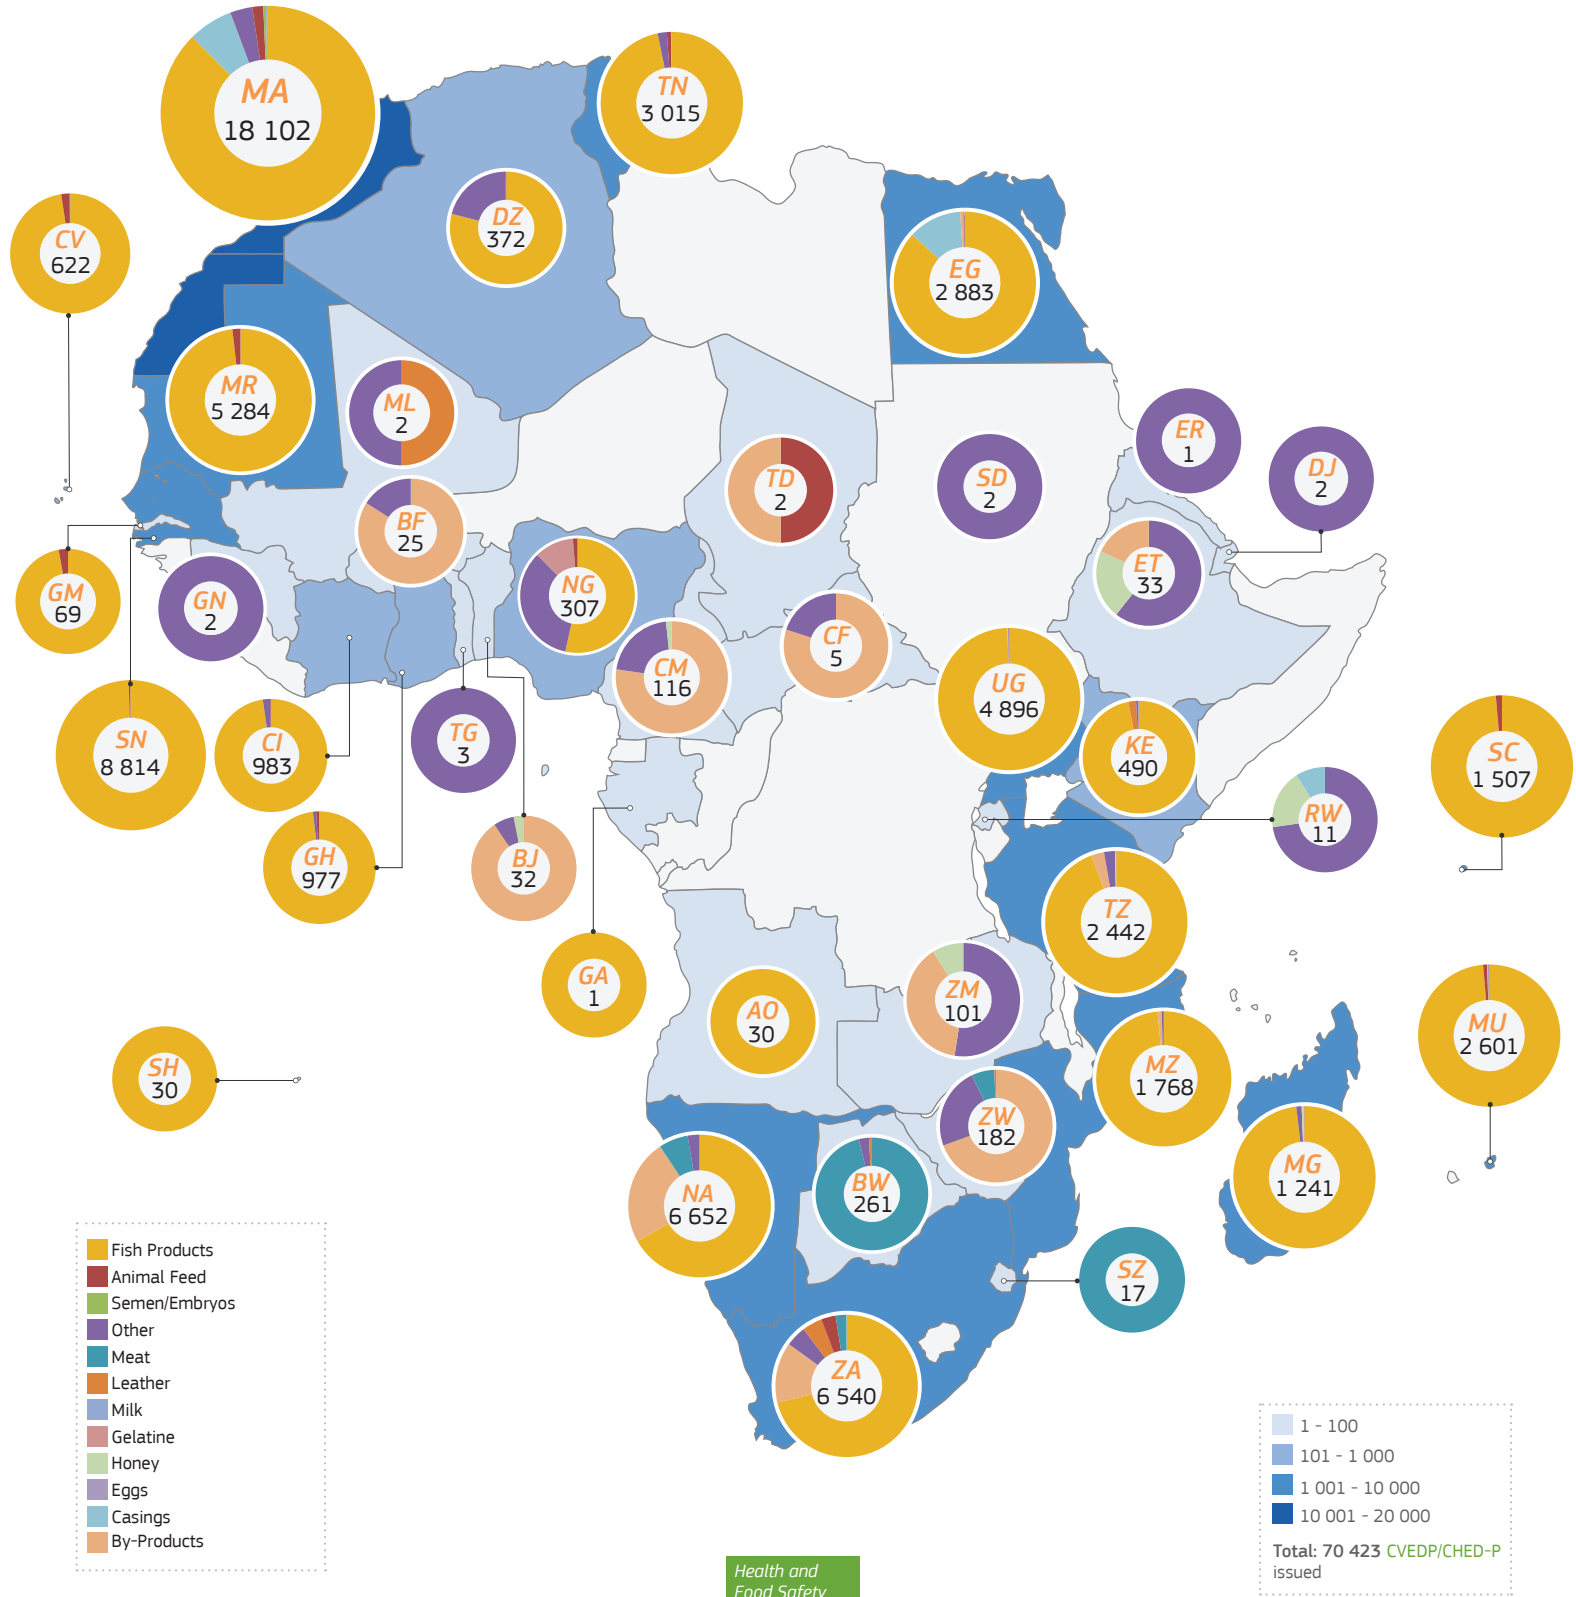 MA
18 102
TN
3 015
DZ
372
CV
622
EG
2 883
MR
5 284
ML
2
ER
1
DJ
2
TD
2
SD
2
BF
25
ET
33
NG
307
GM
69
GN
2
CF
5
CM
116
UG
4 896
SN
8 814
CI
983
TG
3
KE
490
SC
1 507
RW
11
GH
977
BJ
32
TZ
2 442
GA
1
AO
30
ZM
101
MU
2 601
SH
30
MZ
1 768
ZW
182
MG
1 241
NA
6 652
BW
261
SZ
17
ZA
6 540
Fish Products
Animal Feed
Semen/Embryos
Other
Meat
Leather
Milk
Gelatine
Honey
Eggs
Casings
By-Products
1 - 100
101 - 1 000
1 001 - 10 000
10 001 - 20 000
Total: 70 423 CVEDP/CHED-P
issued
Health and
Food Safety